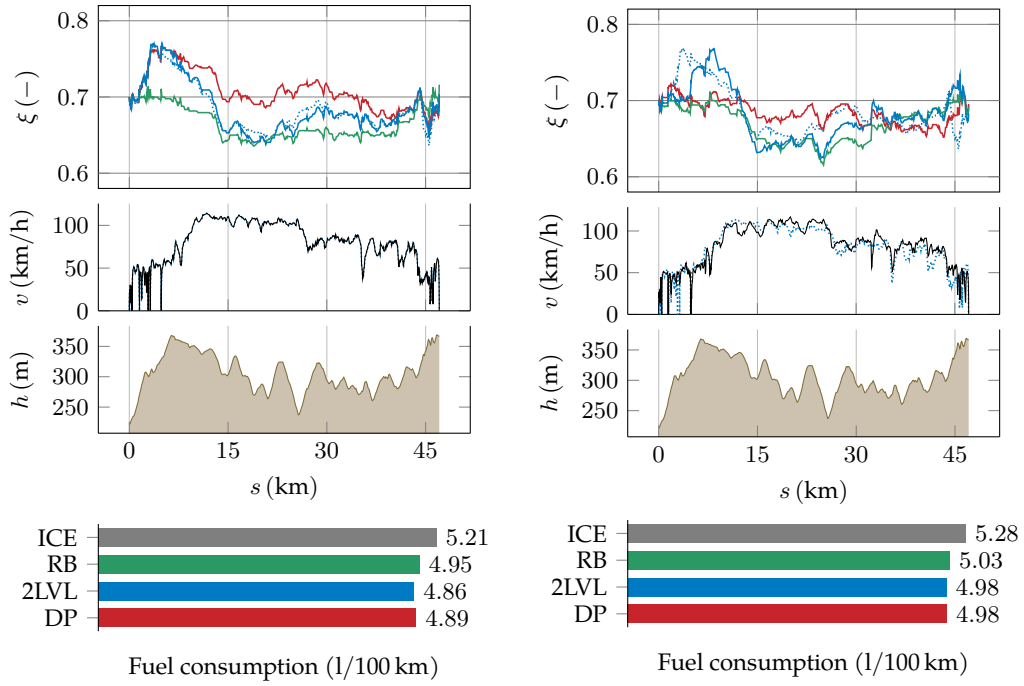 0.8
0.7
0.6
ξ (−)
100
50
0
v (km/h)
350
300
250
h (m)
0 15 30 45
s (km)
ICE 5.21
RB 4.95
2LVL 4.86
DP 4.89
Fuel consumption (l/100 km)
0.8
0.7
0.6
ξ (−)
100
50
0
v (km/h)
350
300
250
h (m)
0 15 30 45
s (km)
ICE 5.28
RB 5.03
2LVL 4.98
DP 4.98
Fuel consumption (l/100 km)